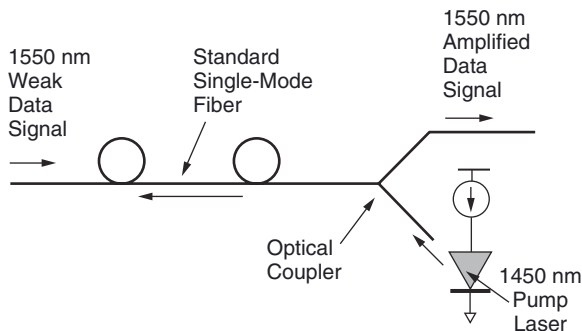 1550 nm
Weak
Data
Signal
Standard
Single-Mode
Fiber
1550 nm
Amplified
Data
Signal
Optical
Coupler
1450 nm
Pump
Laser